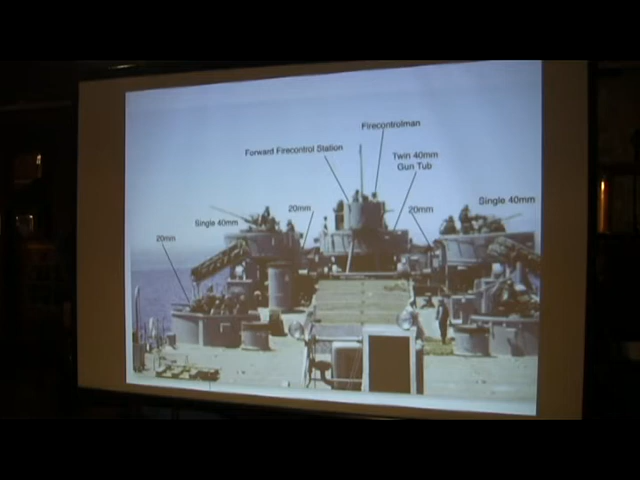 Firecontrolman
Forward Firecontrol Station
Twin 40mm
Gun Tub
Single 40mm
20mm
20mm
Single 40mm
20mm